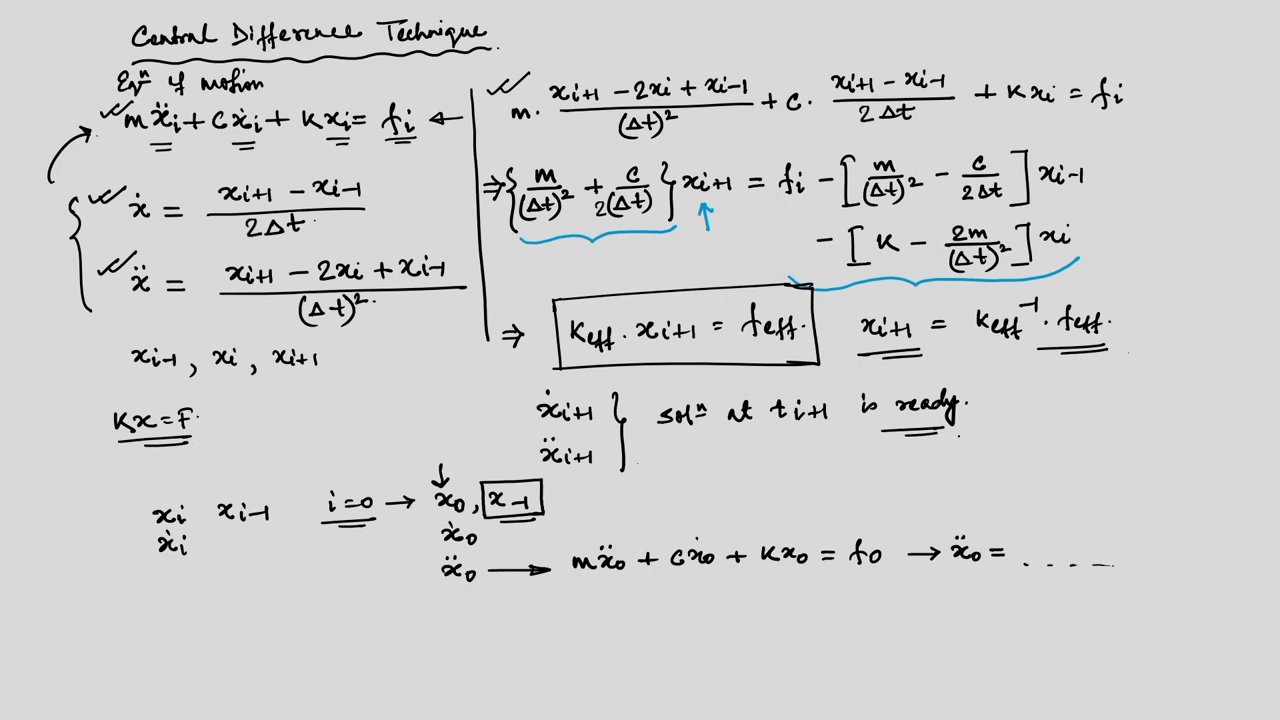 Central Difference Technique
Eqⁿ of motion
mẍi + cẋi + Kxi = fi ←
ẋ = (xi+1 − xi−1) / 2Δt
ẍ = (xi+1 − 2xi + xi−1) / (Δt)²
xi−1 , xi , xi+1
Kx = F
m. (xi+1 − 2xi + xi−1) / (Δt)² + c. (xi+1 − xi−1) / 2Δt + Kxi = fi
⇒ { m/(Δt)² + c/2(Δt) } xi+1 = fi − [ m/(Δt)² − c/2Δt ] xi−1
− [ K − 2m/(Δt)² ] xi
⇒ Keff . xi+1 = feff. xi+1 = Keff⁻¹ . feff.
ẋi+1
ẍi+1 } solⁿ at ti+1 is ready.
xi xi−1 i=0 → x0, x−1
ẋi ẋ0
ẍ0 → mẍ0 + cẋ0 + Kx0 = f0 → ẍ0 = . . . .